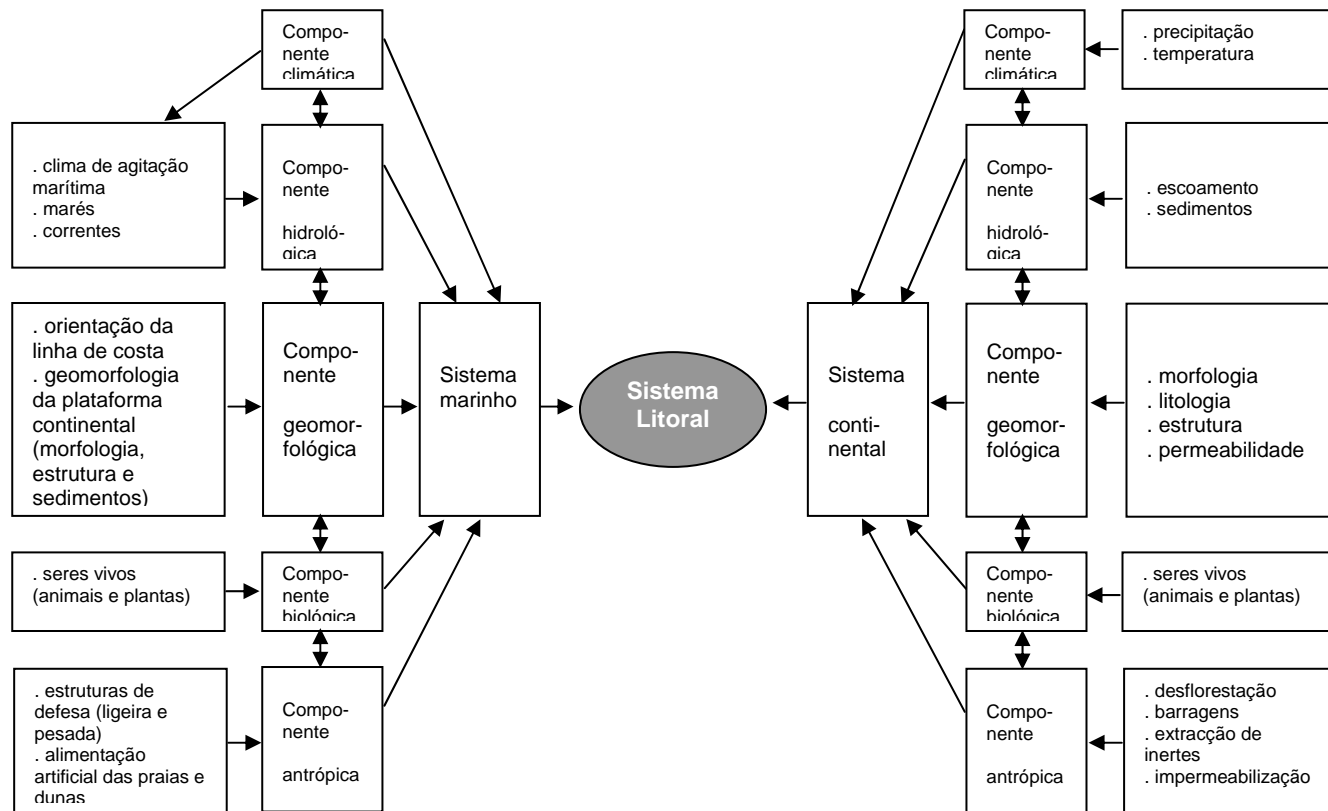 Compo-
nente
climática
. clima de agitação
marítima
. marés
. correntes
Compo-
nente
hidroló-
gica
. orientação da
linha de costa
. geomorfologia
da plataforma
continental
(morfologia,
estrutura e
sedimentos)
Compo-
nente
geomor-
fológica
Sistema
marinho
. seres vivos
(animais e plantas)
Compo-
nente
biológica
. estruturas de
defesa (ligeira e
pesada)
. alimentação
artificial das praias e
dunas
Compo-
nente
antrópica
Sistema
Litoral
Sistema
conti-
nental
Compo-
nente
climática
. precipitação
. temperatura
Compo-
nente
hidroló-
gica
. escoamento
. sedimentos
Compo-
nente
geomor-
fológica
. morfologia
. litologia
. estrutura
. permeabilidade
Compo-
nente
biológica
. seres vivos
(animais e plantas)
Compo-
nente
antrópica
. desflorestação
. barragens
. extracção de
inertes
. impermeabilização